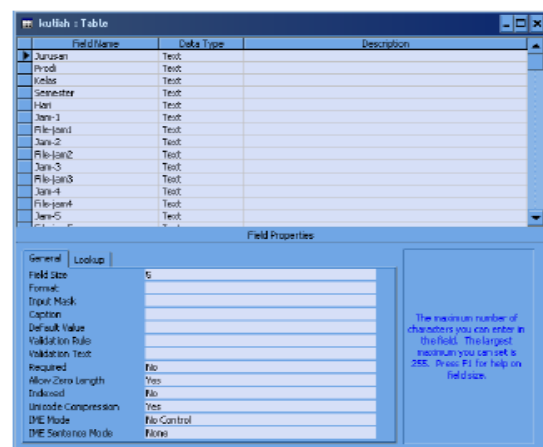 kuliah : Table
Field Name Data Type Description
Jurusan Text
Prodi Text
Kelas Text
Semester Text
Hari Text
Jam-1 Text
File-jam1 Text
Jam-2 Text
File-jam2 Text
Jam-3 Text
File-jam3 Text
Jam-4 Text
File-jam4 Text
Jam-5 Text
Field Properties
General Lookup
Field Size 5
Format
Input Mask
Caption
Default Value
Validation Rule
Validation Text
Required No
Allow Zero Length Yes
Indexed No
Unicode Compression Yes
IME Mode No Control
IME Sentence Mode None
The maximum number of
characters you can enter in
the field. The largest
maximum you can set is
255. Press F1 for help on
field size.